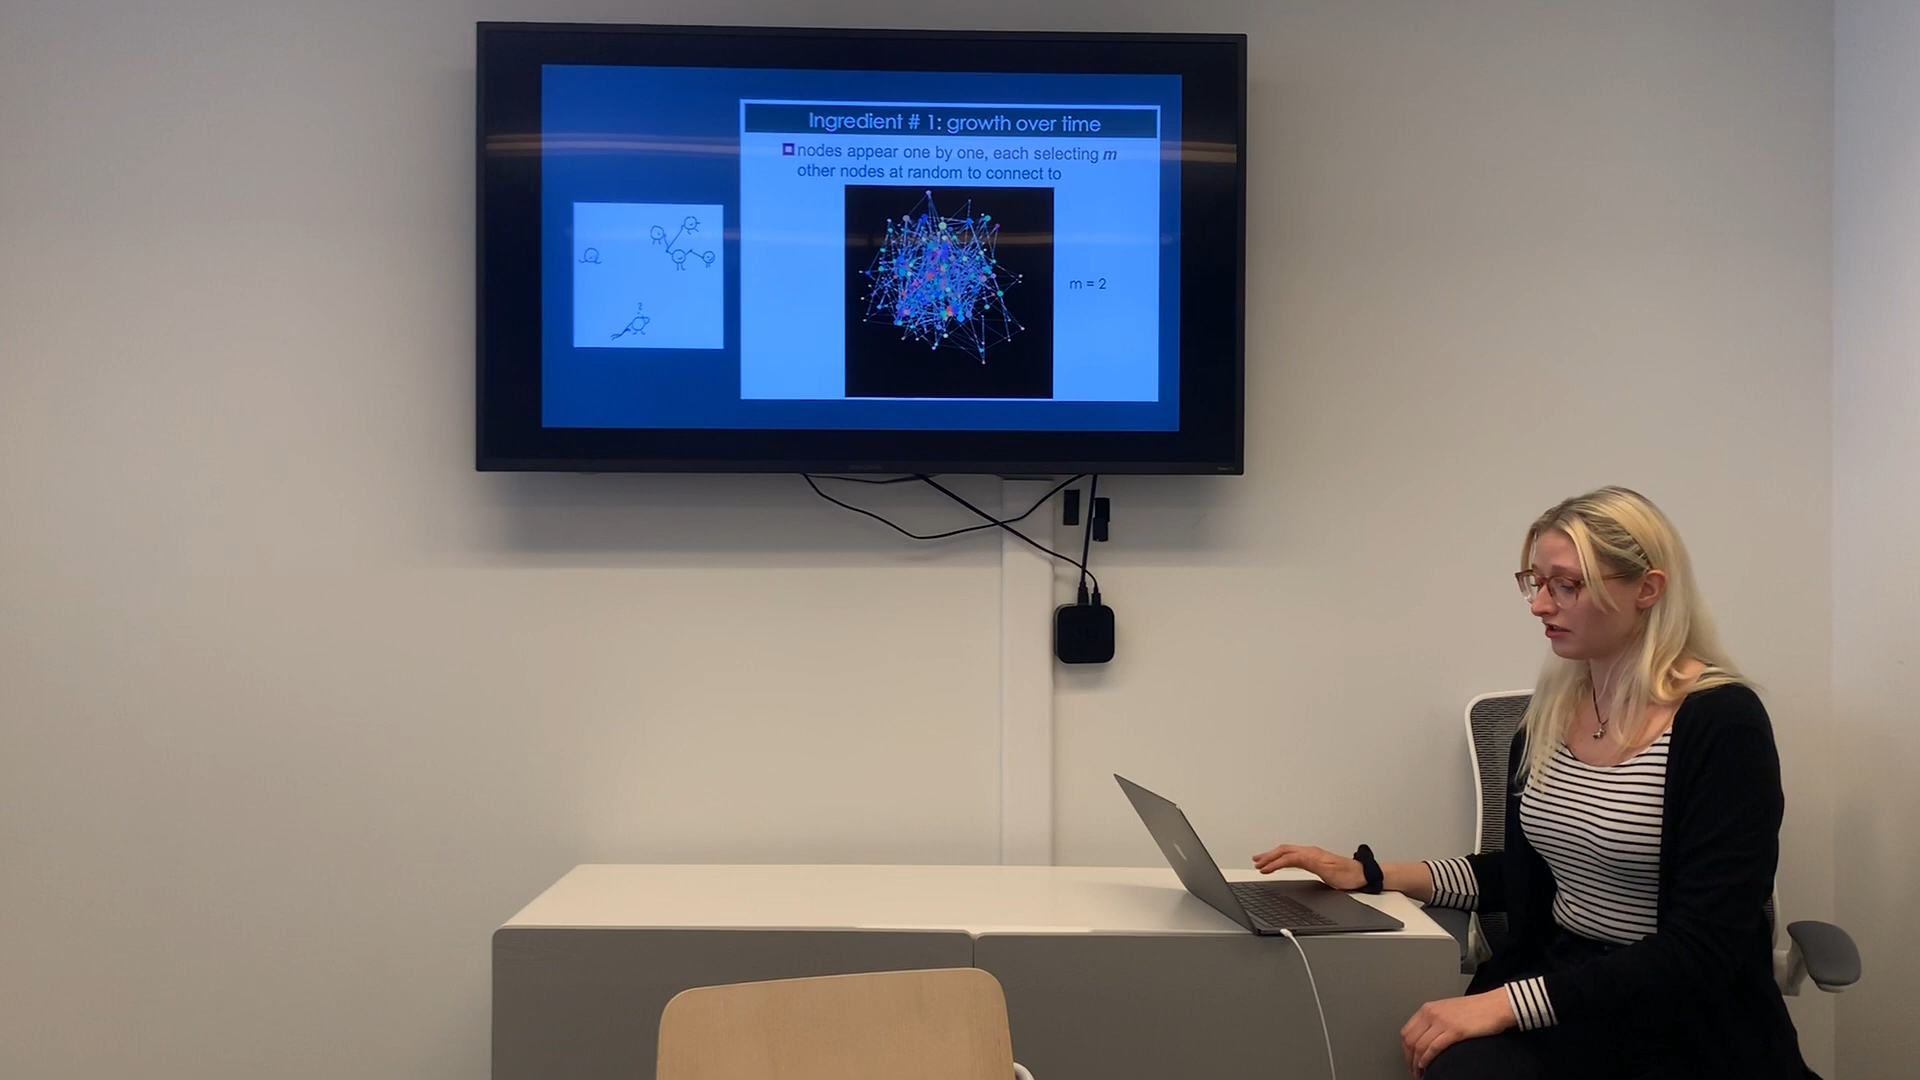 Ingredient # 1: growth over time
nodes appear one by one, each selecting m
other nodes at random to connect to
?
m = 2